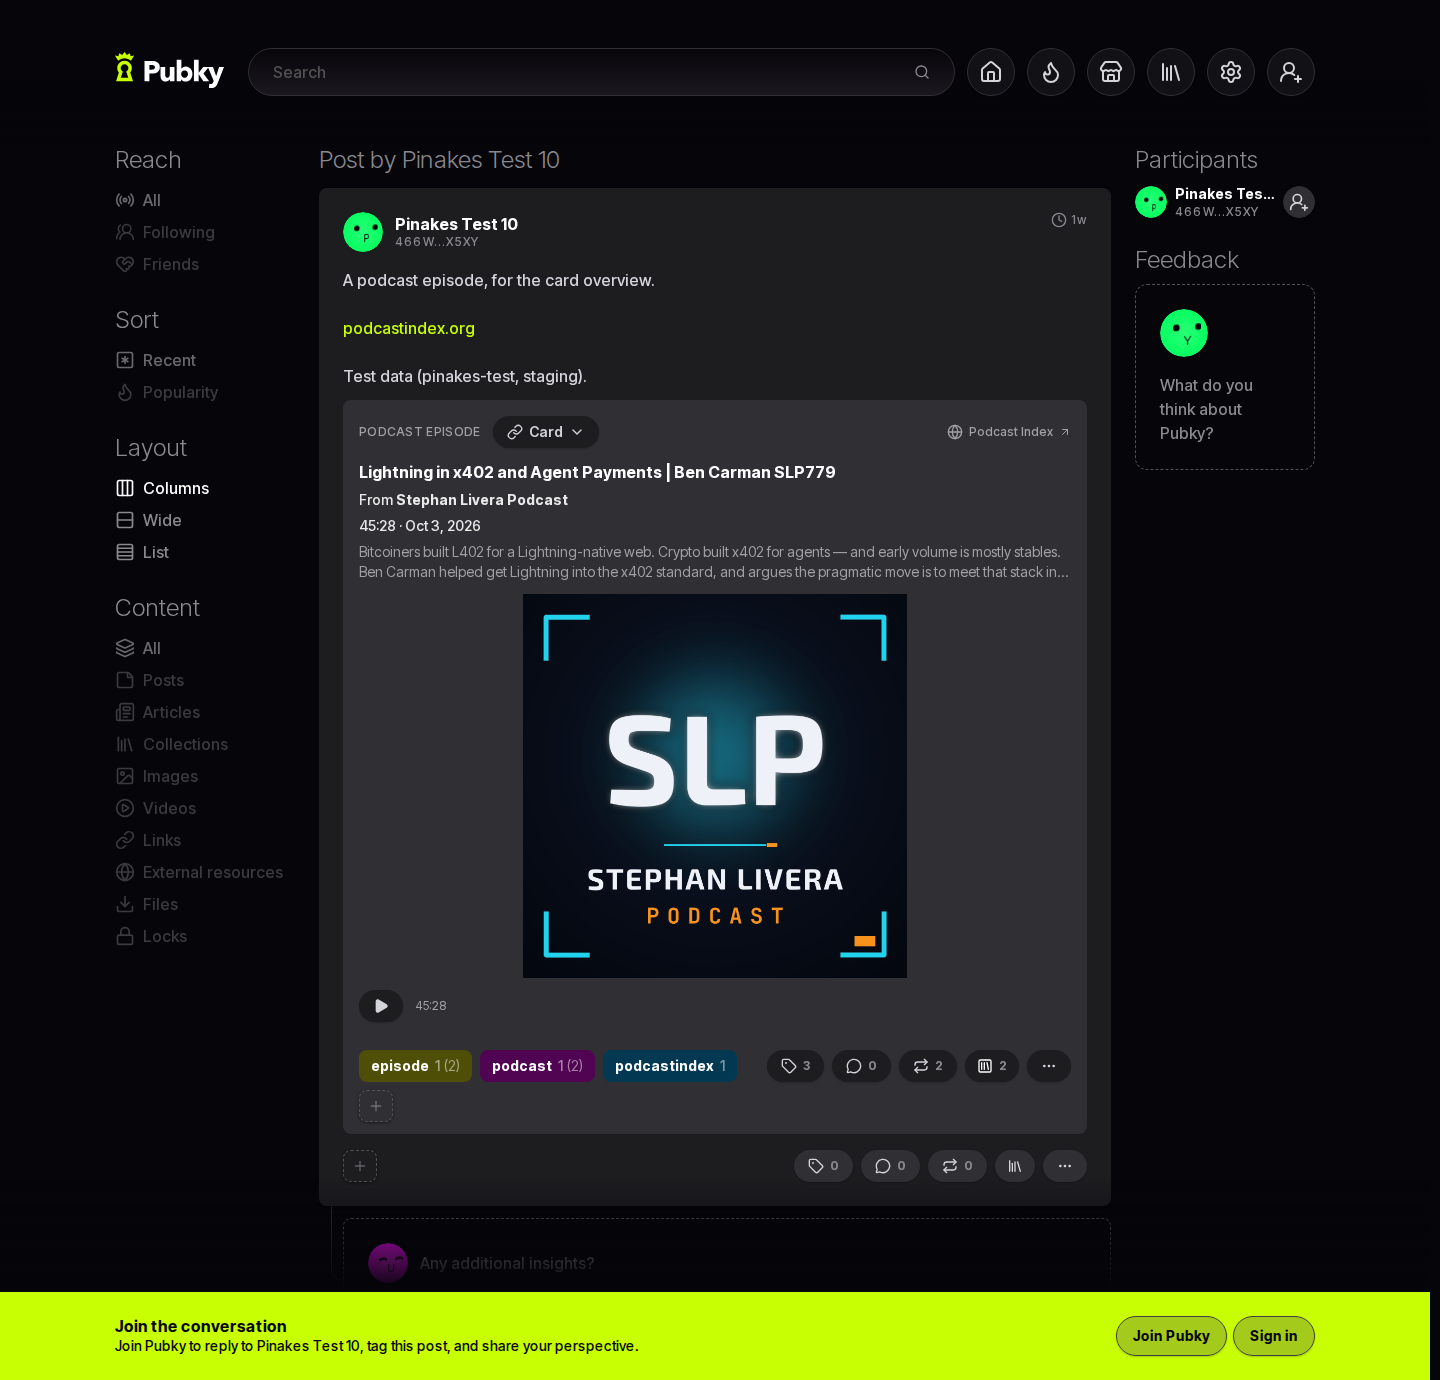 Pubky
Search
Reach
All
Following
Friends
Sort
Recent
Popularity
Layout
Columns
Wide
List
Content
All
Posts
Articles
Collections
Images
Videos
Links
External resources
Files
Locks
Post by Pinakes Test 10
Pinakes Test 10
466W...X5XY
1w
A podcast episode, for the card overview.
podcastindex.org
Test data (pinakes-test, staging).
PODCAST EPISODE
Card
Podcast Index
Lightning in x402 and Agent Payments | Ben Carman SLP779
From Stephan Livera Podcast
45:28 · Oct 3, 2026
Bitcoiners built L402 for a Lightning-native web. Crypto built x402 for agents — and early volume is mostly stables.
Ben Carman helped get Lightning into the x402 standard, and argues the pragmatic move is to meet that stack in...
SLP
STEPHAN LIVERA
PODCAST
45:28
episode 1 (2)
podcast 1 (2)
podcastindex 1
3
0
2
2
0
0
0
Any additional insights?
Participants
Pinakes Tes...
466W...X5XY
Feedback
What do you
think about
Pubky?
Join the conversation
Join Pubky to reply to Pinakes Test 10, tag this post, and share your perspective.
Join Pubky
Sign in